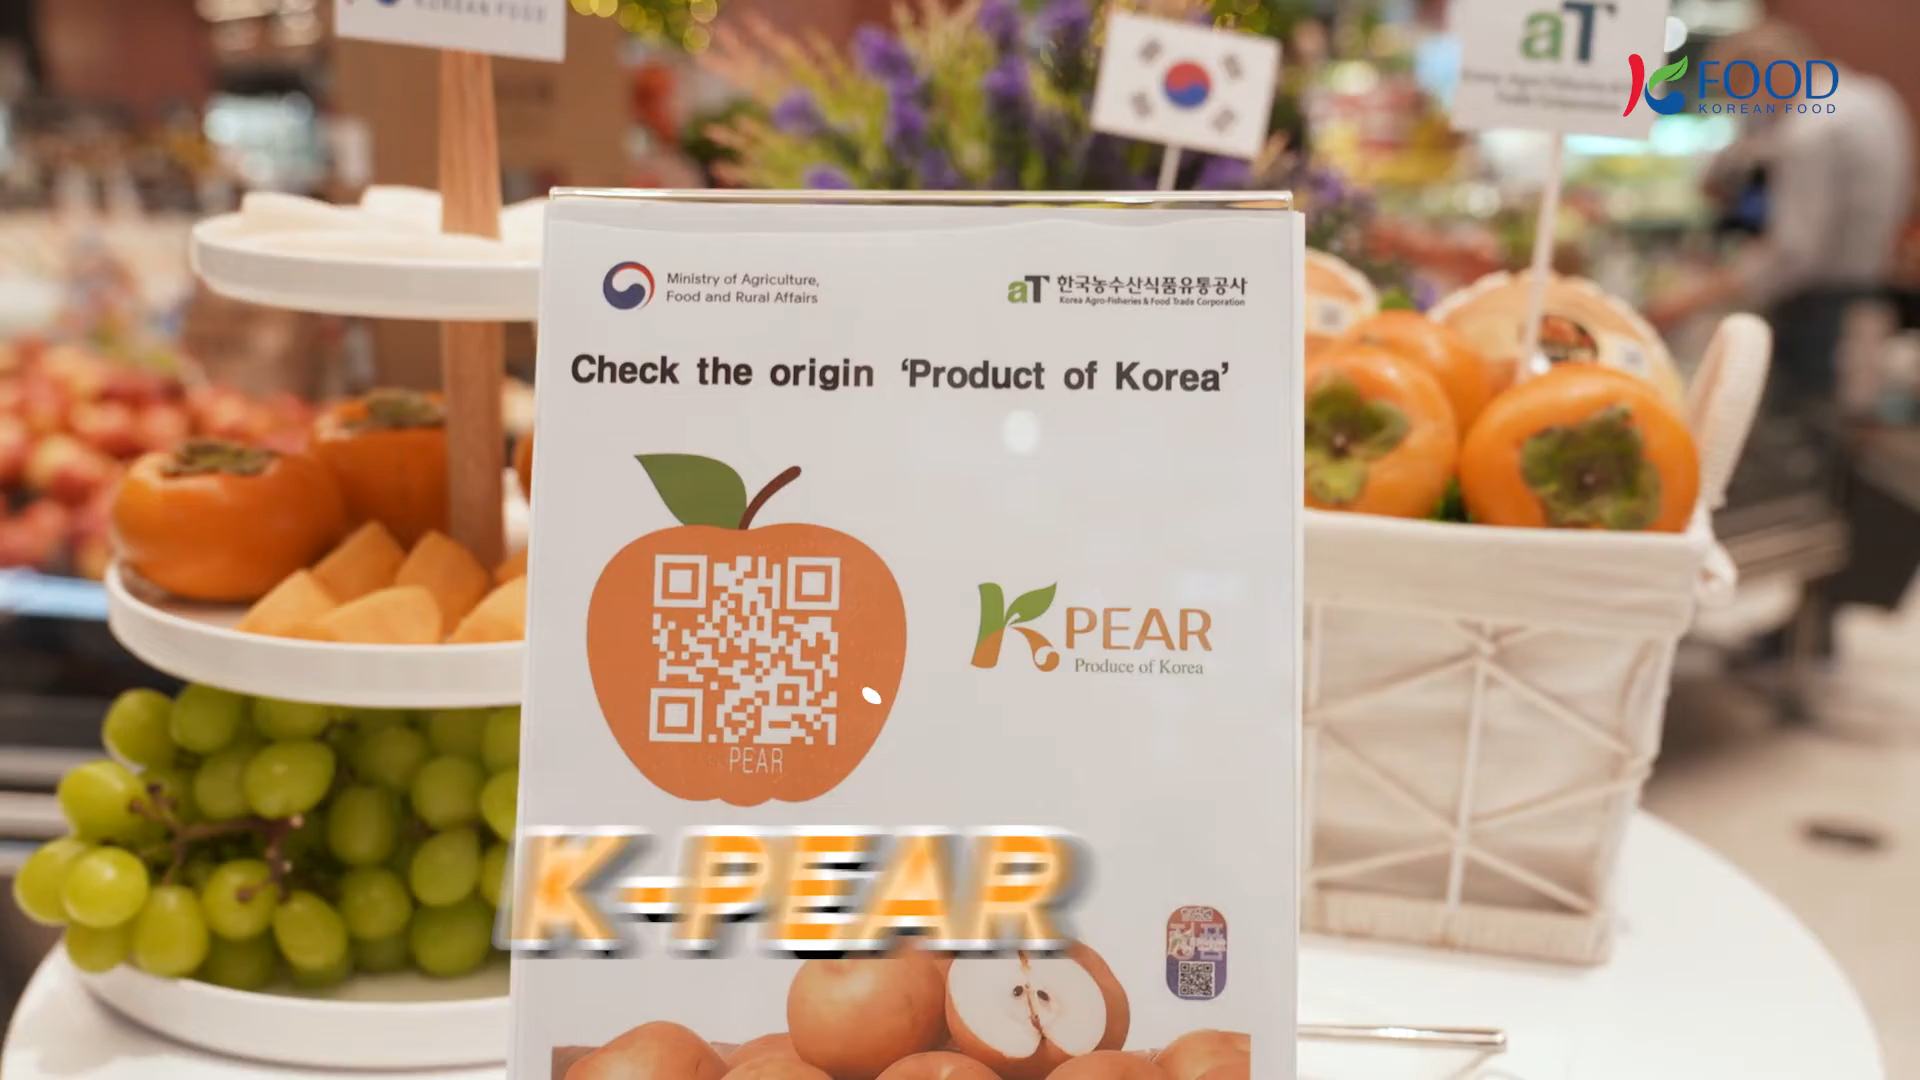 KOREAN FOOD
aT
FOOD
KOREAN FOOD
Ministry of Agriculture,
Food and Rural Affairs
aT 한국농수산식품유통공사
Korea Agro-Fisheries & Food Trade Corporation
Check the origin ‘Product of Korea’
K PEAR
Produce of Korea
PEAR
K-PEAR